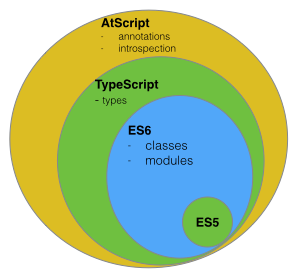 AtScript
- annotations
- introspection
TypeScript
- types
ES6
- classes
- modules
ES5